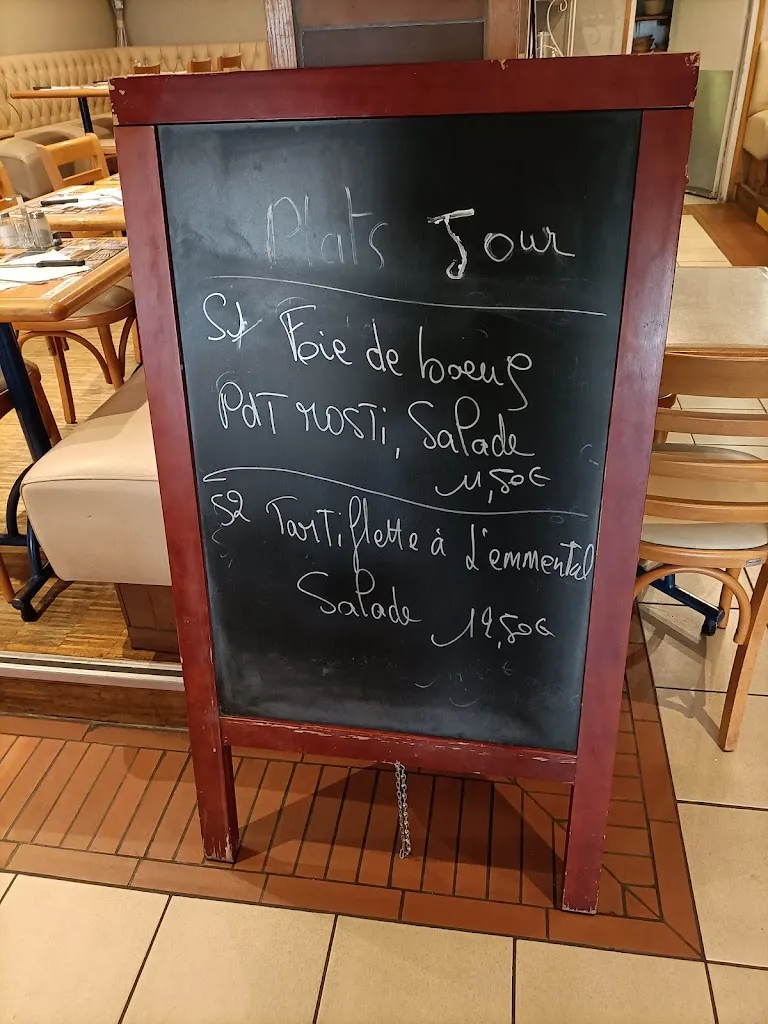 Plats Jour
S1 Foie de boeuf
PdT rosti, Salade
11,50€
S2 Tartiflette à L'emmental
Salade 12,50€